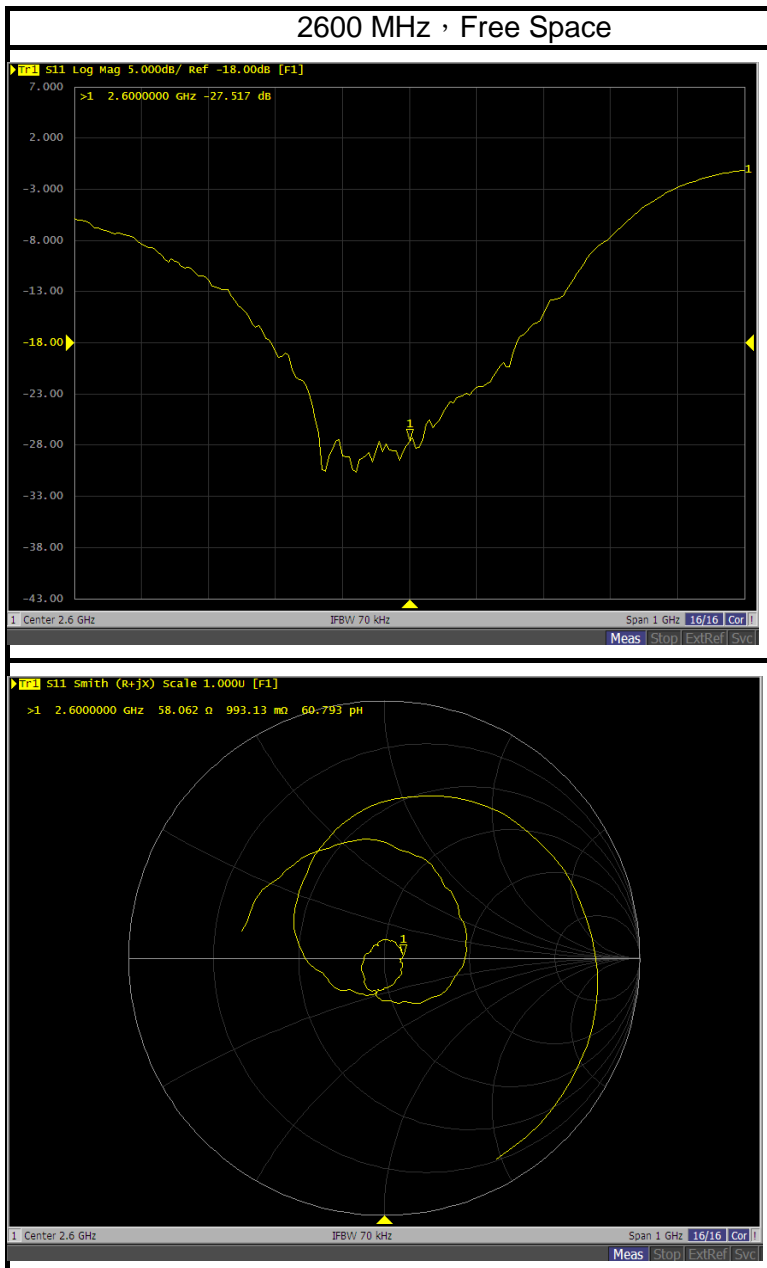 2600 MHz，Free Space
Tr1 S11 Log Mag 5.000dB/ Ref -18.00dB [F1]
7.000
>1 2.6000000 GHz -27.517 dB
2.000
-3.000
1
-8.000
-13.00
-18.00
-23.00
1
-28.00
-33.00
-38.00
-43.00
1 Center 2.6 GHz IFBW 70 kHz Span 1 GHz 16/16 Cor !
Meas Stop ExtRef Svc
Tr1 S11 Smith (R+jX) Scale 1.000U [F1]
>1 2.6000000 GHz 58.062 Ω 993.13 mΩ 60.793 pH
1
1 Center 2.6 GHz IFBW 70 kHz Span 1 GHz 16/16 Cor !
Meas Stop ExtRef Svc